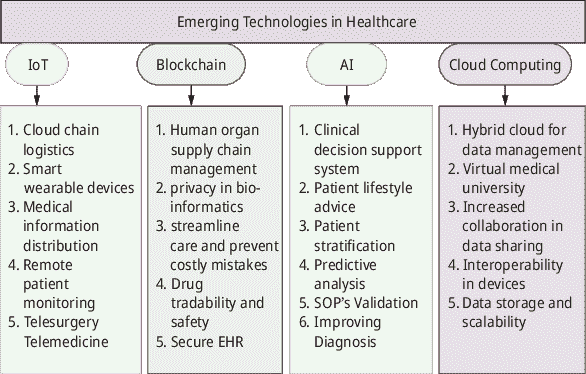 Emerging Technologies in Healthcare
IoT
Blockchain
AI
Cloud Computing
1. Cloud chain
logistics
2. Smart
wearable devices
3. Medical
information
distribution
4. Remote
patient
monitoring
5. Telesurgery
Telemedicine
1. Human organ
supply chain
management
2. privacy in bio-
informatics
3. streamline
care and prevent
costly mistakes
4. Drug
tradability and
safety
5. Secure EHR
1. Clinical
decision support
system
2. Patient lifestyle
advice
3. Patient
stratification
4. Predictive
analysis
5. SOP's Validation
6. Improving
Diagnosis
1. Hybrid cloud for
data management
2. Virtual medical
university
3. Increased
collaboration in
data sharing
4. Interoperability
in devices
5. Data storage and
scalability